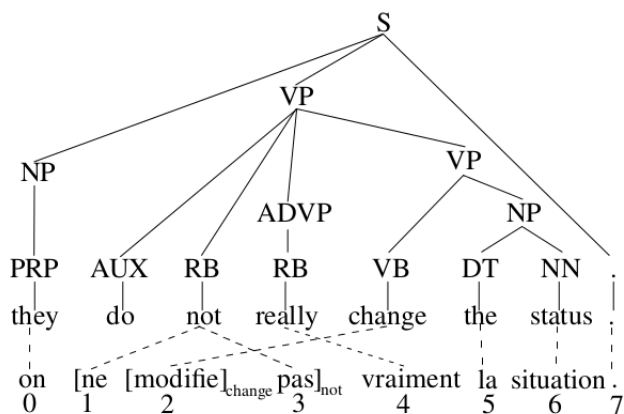 S
VP
NP VP
ADVP NP
PRP AUX RB RB VB DT NN .
they do not really change the status .
on [ne [modifie]change pas]not vraiment la situation .
0 1 2 3 4 5 6 7